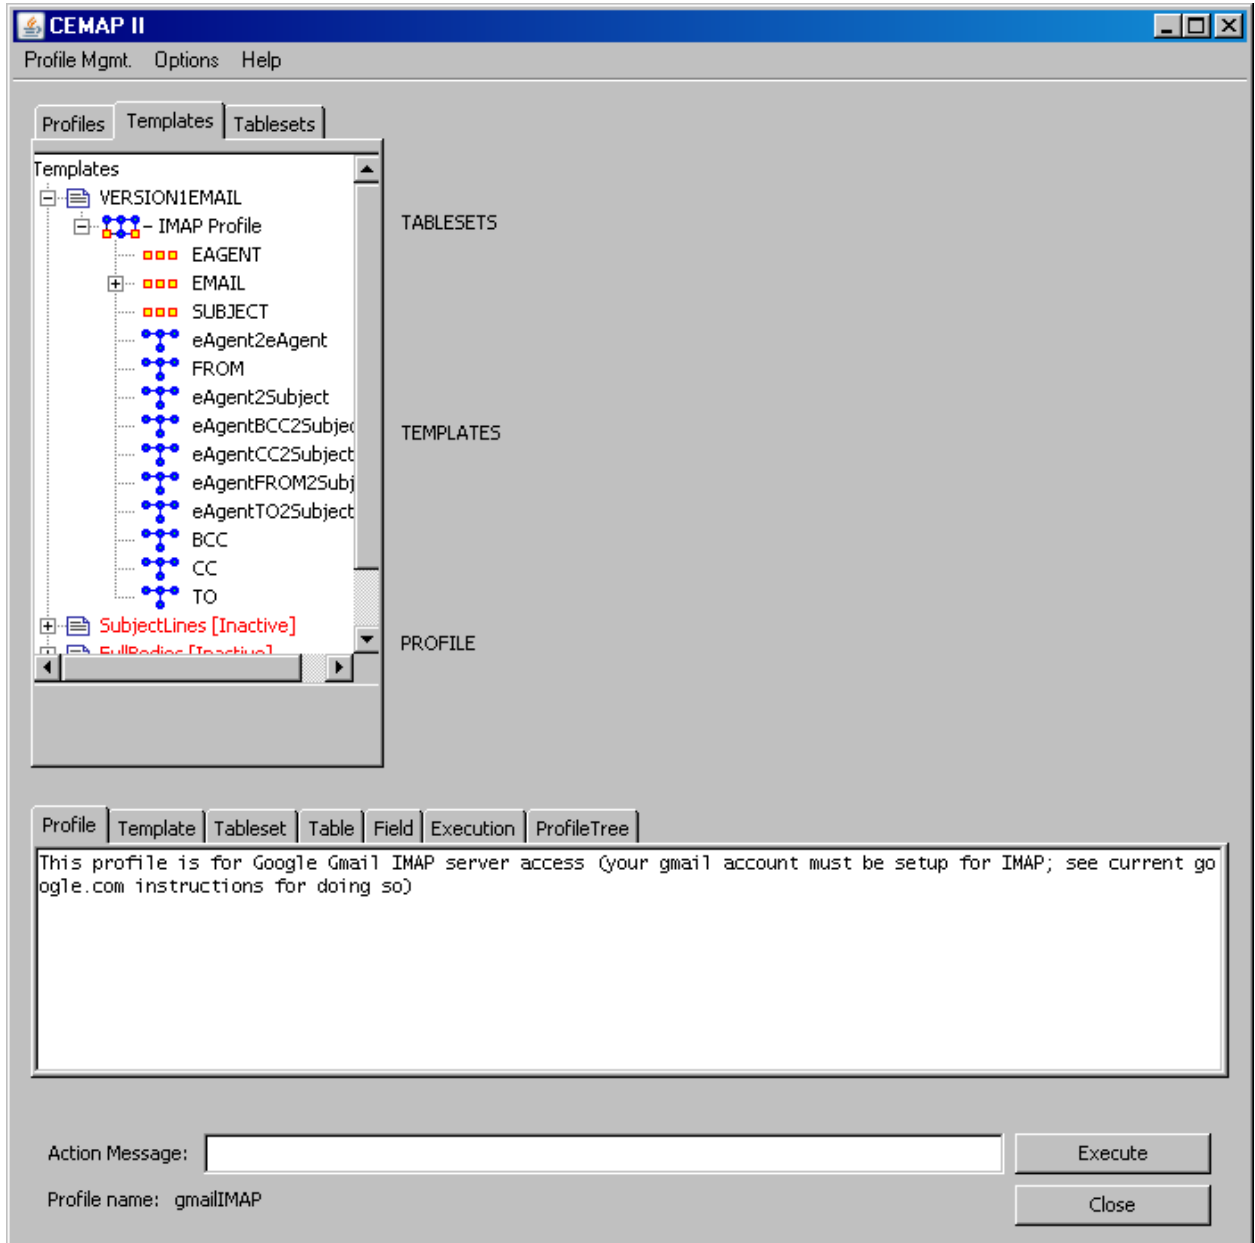 CEMAP II
Profile Mgmt. Options Help
Profiles Templates Tablesets
Templates
VERSION1EMAIL
– IMAP Profile
EAGENT
EMAIL
SUBJECT
eAgent2eAgent
FROM
eAgent2Subject
eAgentBCC2Subjec
eAgentCC2Subject
eAgentFROM2Subj
eAgentTO2Subject
BCC
CC
TO
SubjectLines [Inactive]
FullBodies [Inactive]
TABLESETS
TEMPLATES
PROFILE
Profile Template Tableset Table Field Execution ProfileTree
This profile is for Google Gmail IMAP server access (your gmail account must be setup for IMAP; see current go
ogle.com instructions for doing so)
Action Message:
Execute
Profile name: gmailIMAP
Close